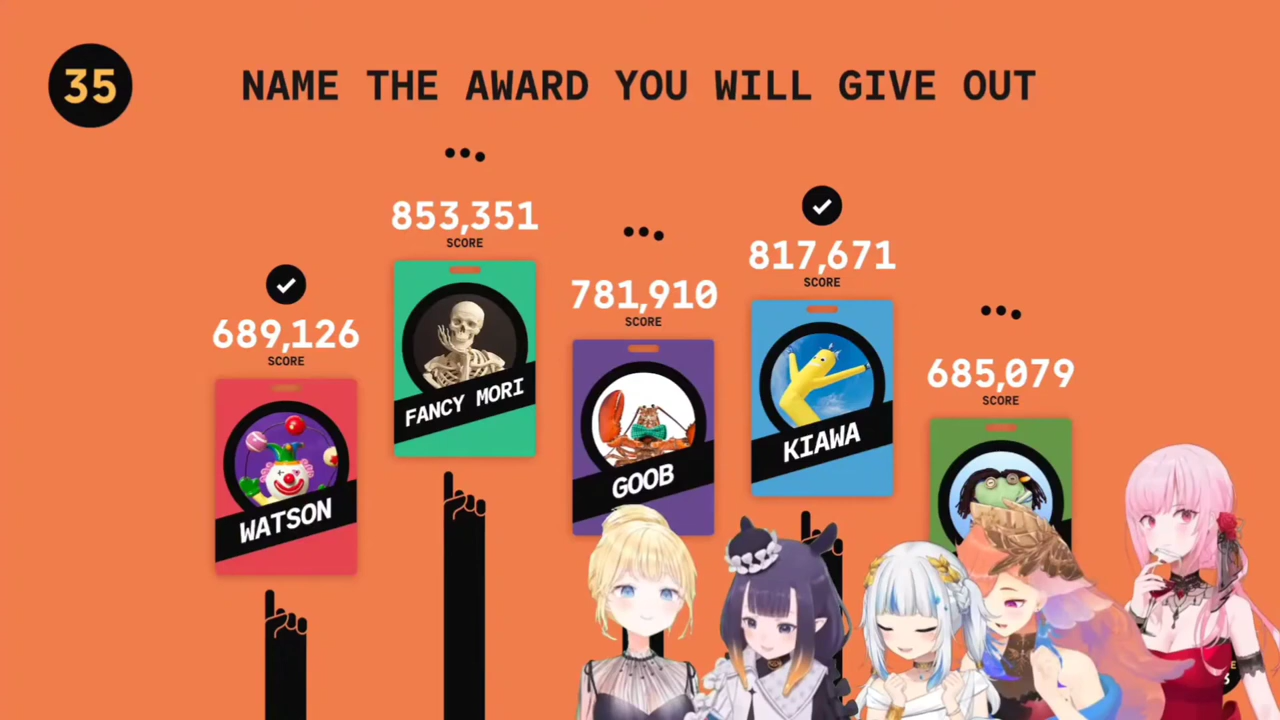 35
NAME THE AWARD YOU WILL GIVE OUT
853,351
SCORE
817,671
SCORE
781,910
SCORE
689,126
SCORE
685,079
SCORE
FANCY MORI
KIAWA
GOOB
WATSON